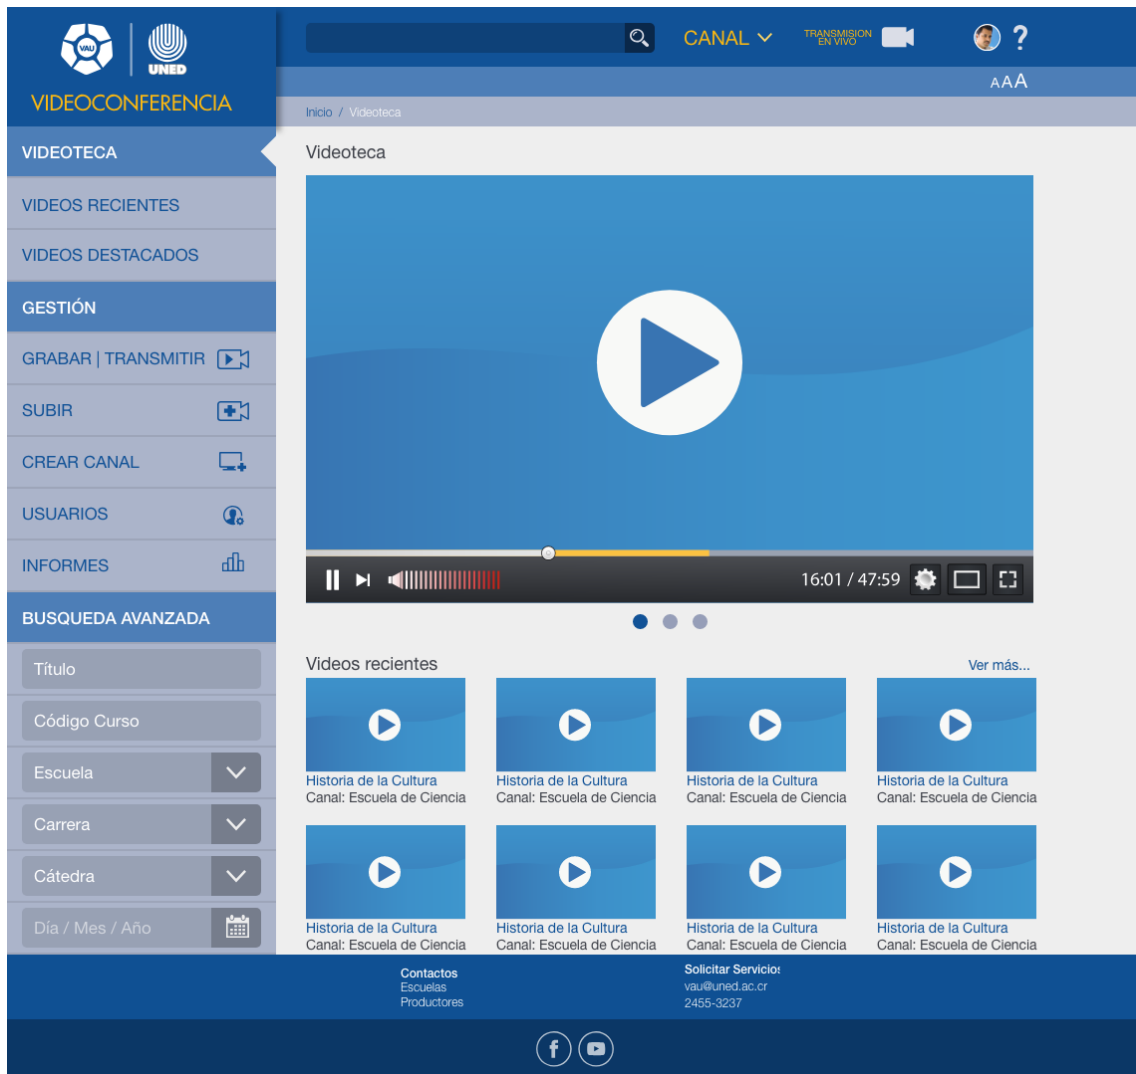 VAU
UNED
VIDEOCONFERENCIA
CANAL
TRANSMISION
EN VIVO
?
AAA
Inicio / Videoteca
VIDEOTECA
VIDEOS RECIENTES
VIDEOS DESTACADOS
GESTIÓN
GRABAR | TRANSMITIR
SUBIR
CREAR CANAL
USUARIOS
INFORMES
BUSQUEDA AVANZADA
Título
Código Curso
Escuela
Carrera
Cátedra
Día / Mes / Año
Videoteca
16:01 / 47:59
Videos recientes
Ver más...
Historia de la Cultura
Canal: Escuela de Ciencia
Historia de la Cultura
Canal: Escuela de Ciencia
Historia de la Cultura
Canal: Escuela de Ciencia
Historia de la Cultura
Canal: Escuela de Ciencia
Historia de la Cultura
Canal: Escuela de Ciencia
Historia de la Cultura
Canal: Escuela de Ciencia
Historia de la Cultura
Canal: Escuela de Ciencia
Historia de la Cultura
Canal: Escuela de Ciencia
Contactos
Escuelas
Productores
Solicitar Servicios
vau@uned.ac.cr
2455-3237
f